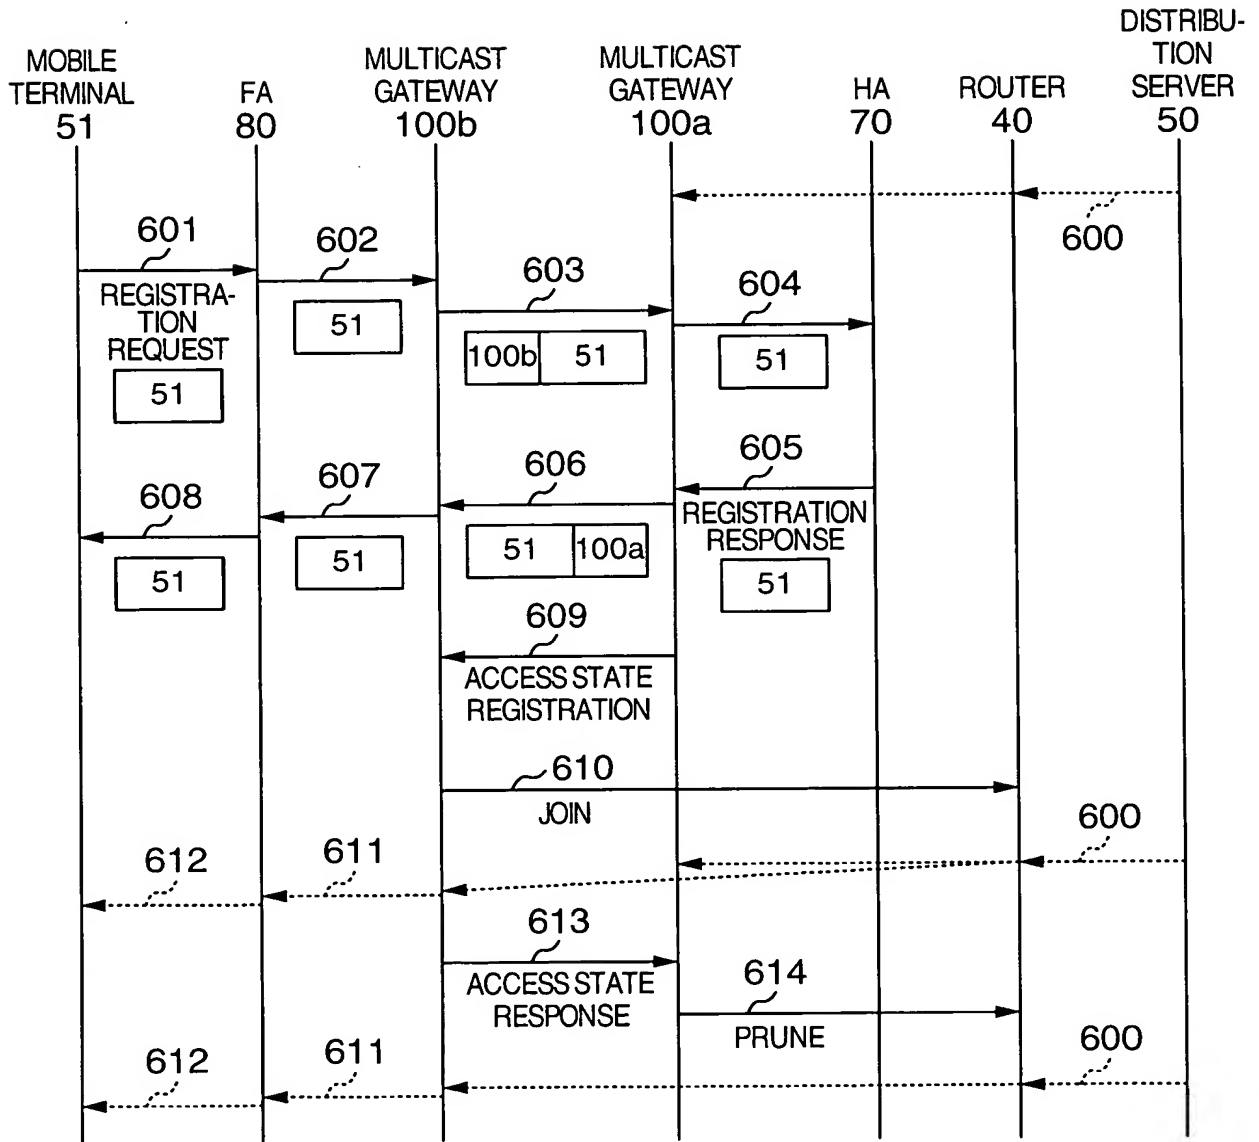 MOBILE
TERMINAL
51
FA
80
MULTICAST
GATEWAY
100b
MULTICAST
GATEWAY
100a
HA
70
ROUTER
40
DISTRIBU-
TION
SERVER
50
600
601
REGISTRA-
TION
REQUEST
51
602
51
603
100b 51
604
51
605
REGISTRATION
RESPONSE
51
606
51 100a
607
51
608
51
609
ACCESS STATE
REGISTRATION
610
JOIN
600
611
612
613
ACCESS STATE
RESPONSE
614
PRUNE
600
611
612